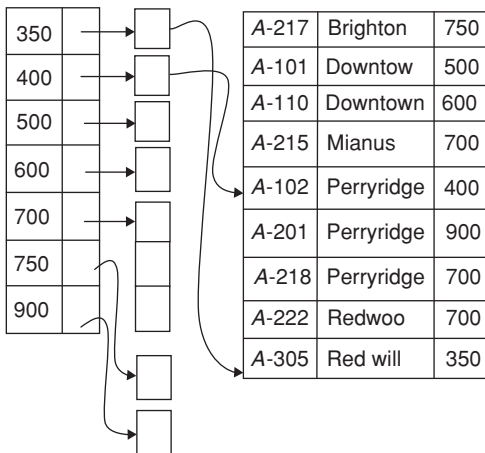 350
400
500
600
700
750
900
A-217 Brighton 750
A-101 Downtow 500
A-110 Downtown 600
A-215 Mianus 700
A-102 Perryridge 400
A-201 Perryridge 900
A-218 Perryridge 700
A-222 Redwoo 700
A-305 Red will 350